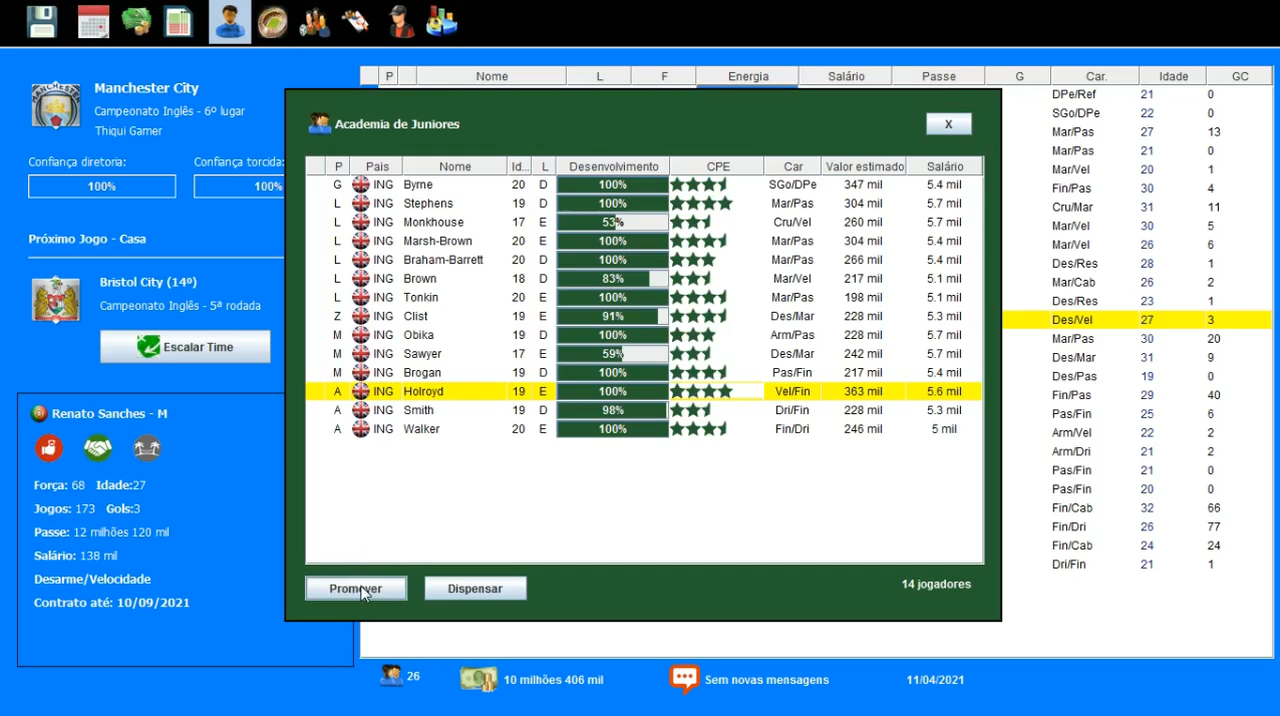 P Nome L F Energia Salário Passe G Car. Idade GC
Manchester City
Campeonato Inglês - 6º lugar
Thiqui Gamer
Confiança diretoria: Confiança torcida:
100% 100%
Próximo Jogo - Casa
Bristol City (14º)
Campeonato Inglês - 5ª rodada
Escalar Time
Renato Sanches - M
Força: 68 Idade:27
Jogos: 173 Gols:3
Passe: 12 milhões 120 mil
Salário: 138 mil
Desarme/Velocidade
Contrato até: 10/09/2021
Academia de Juniores X
P Pais Nome Id... L Desenvolvimento CPE Car Valor estimado Salário
G ING Byrne 20 D 100% SGo/DPe 347 mil 5.4 mil
L ING Stephens 19 D 100% Mar/Pas 304 mil 5.7 mil
L ING Monkhouse 17 E 53% Cru/Vel 260 mil 5.7 mil
L ING Marsh-Brown 20 E 100% Mar/Pas 304 mil 5.4 mil
L ING Braham-Barrett 20 D 100% Mar/Pas 266 mil 5.4 mil
L ING Brown 18 D 83% Mar/Vel 217 mil 5.1 mil
L ING Tonkin 20 E 100% Mar/Pas 198 mil 5.1 mil
Z ING Clist 19 E 91% Des/Mar 228 mil 5.3 mil
M ING Obika 19 D 100% Arm/Pas 228 mil 5.7 mil
M ING Sawyer 17 E 59% Des/Mar 242 mil 5.7 mil
M ING Brogan 19 D 100% Pas/Fin 217 mil 5.4 mil
A ING Holroyd 19 E 100% Vel/Fin 363 mil 5.6 mil
A ING Smith 19 D 98% Dri/Fin 228 mil 5.3 mil
A ING Walker 20 E 100% Fin/Dri 246 mil 5 mil
Promover Dispensar 14 jogadores
DPe/Ref 21 0
SGo/DPe 22 0
Mar/Pas 27 13
Mar/Pas 21 0
Mar/Vel 20 1
Fin/Pas 30 4
Cru/Mar 31 11
Mar/Vel 30 5
Mar/Vel 26 6
Des/Res 28 1
Mar/Cab 26 2
Des/Res 23 1
Des/Vel 27 3
Mar/Pas 30 20
Des/Mar 31 9
Des/Pas 19 0
Fin/Pas 29 40
Pas/Fin 25 6
Arm/Vel 22 2
Arm/Dri 21 2
Pas/Fin 21 0
Pas/Fin 20 0
Fin/Cab 32 66
Fin/Dri 26 77
Fin/Cab 24 24
Dri/Fin 21 1
26 10 milhões 406 mil Sem novas mensagens 11/04/2021